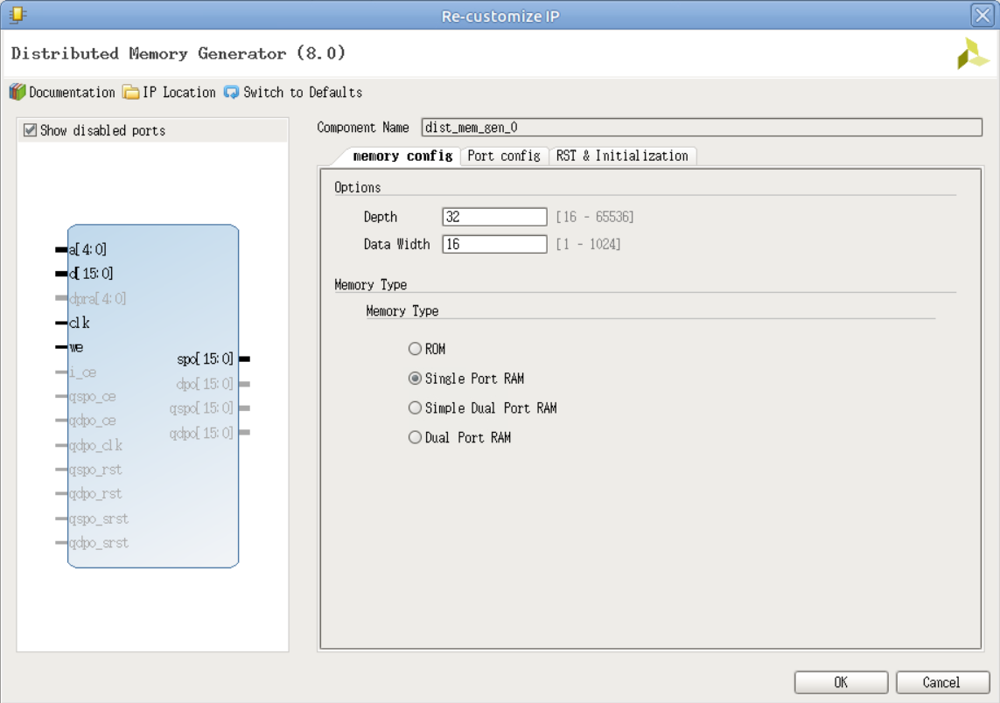 Re-customize IP
Distributed Memory Generator (8.0)
Documentation IP Location Switch to Defaults
Show disabled ports
a[4:0]
d[15:0]
dpra[4:0]
clk
we
i_ce
qspo_ce
qdpo_ce
qdpo_clk
qspo_rst
qdpo_rst
qspo_srst
qdpo_srst
spo[15:0]
dpo[15:0]
qspo[15:0]
qdpo[15:0]
Component Name dist_mem_gen_0
memory config Port config RST & Initialization
Options
Depth 32 [16 - 65536]
Data Width 16 [1 - 1024]
Memory Type
Memory Type
ROM
Single Port RAM
Simple Dual Port RAM
Dual Port RAM
OK Cancel